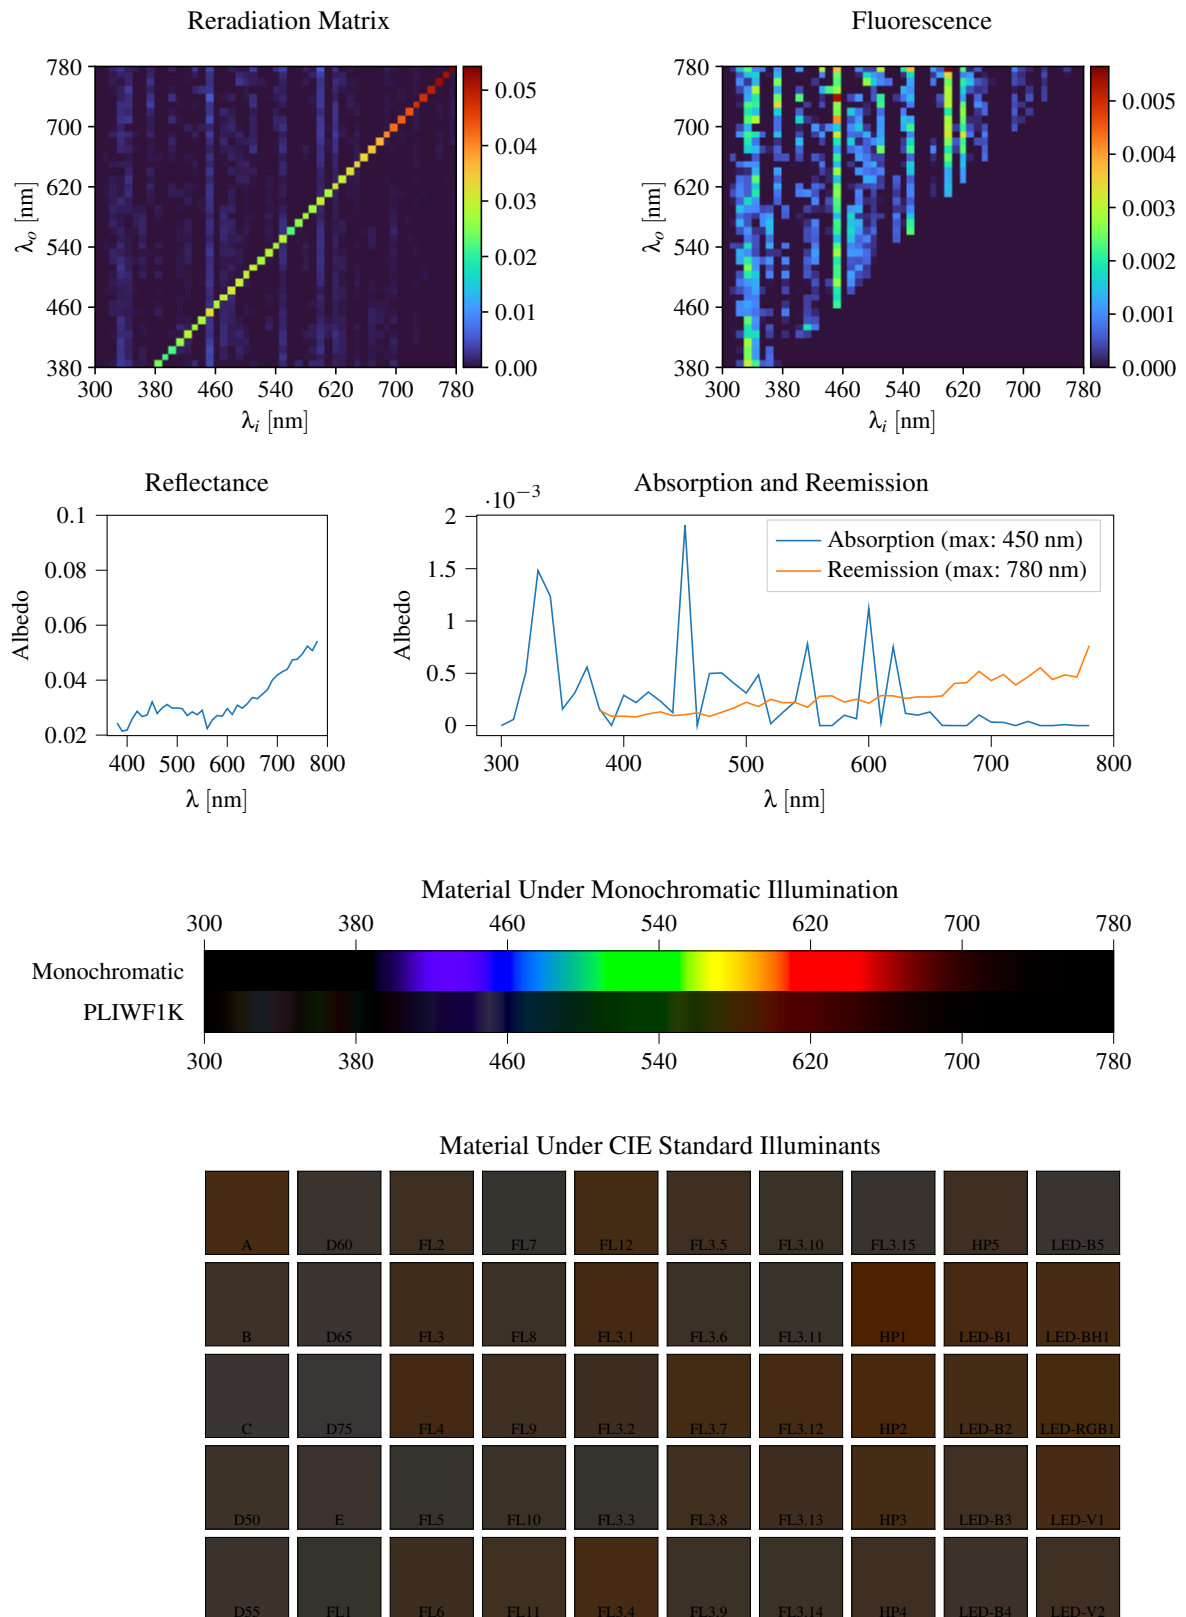 Reradiation Matrix
Fluorescence
780
700
620
540
460
380
300 380 460 540 620 700 780
λo [nm]
λi [nm]
0.05
0.04
0.03
0.02
0.01
0.00
780
700
620
540
460
380
300 380 460 540 620 700 780
λo [nm]
λi [nm]
0.005
0.004
0.003
0.002
0.001
0.000
Reflectance
0.1
0.08
0.06
0.04
0.02
400 500 600 700 800
Albedo
λ [nm]
Absorption and Reemission
·10−3
2
1.5
1
0.5
0
300 400 500 600 700 800
Albedo
λ [nm]
Absorption (max: 450 nm)
Reemission (max: 780 nm)
Material Under Monochromatic Illumination
300 380 460 540 620 700 780
Monochromatic
PLIWF1K
300 380 460 540 620 700 780
Material Under CIE Standard Illuminants
A D60 FL2 FL7 FL12 FL3.5 FL3.10 FL3.15 HP5 LED-B5
B D65 FL3 FL8 FL3.1 FL3.6 FL3.11 HP1 LED-B1 LED-BH1
C D75 FL4 FL9 FL3.2 FL3.7 FL3.12 HP2 LED-B2 LED-RGB1
D50 E FL5 FL10 FL3.3 FL3.8 FL3.13 HP3 LED-B3 LED-V1
D55 FL1 FL6 FL11 FL3.4 FL3.9 FL3.14 HP4 LED-B4 LED-V2